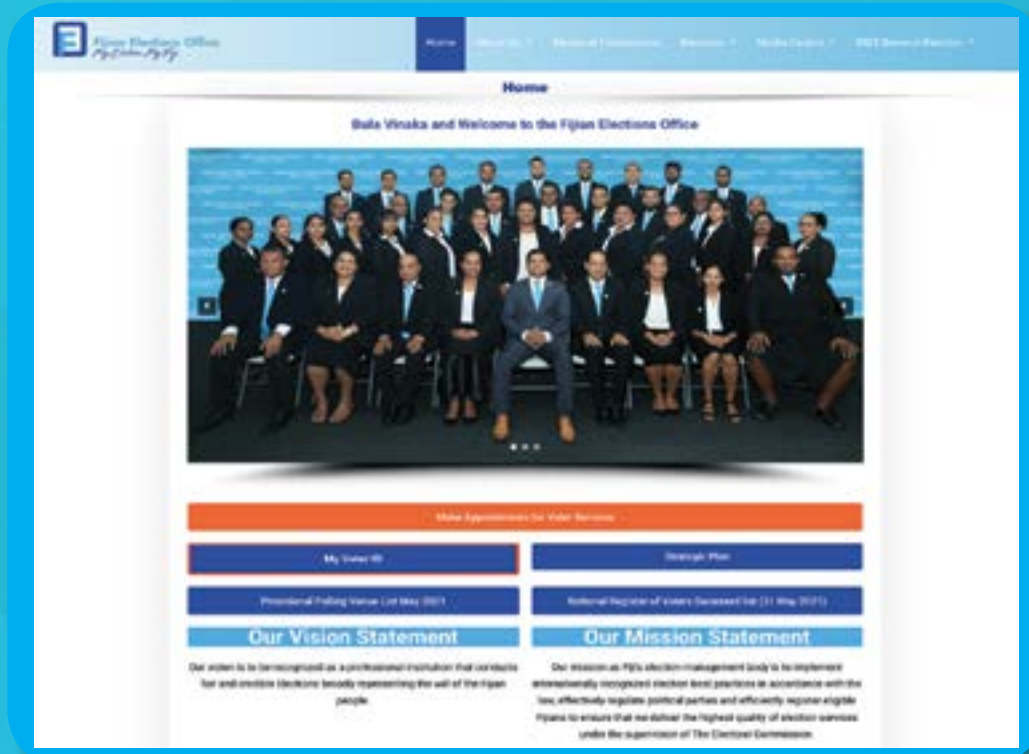 Fijian Elections Office
Home
Home
Bula Vinaka and Welcome to the Fijian Elections Office
Make Appointments for Voter Services
My Voter ID
Strategic Plan
Provisional Polling Venue List May 2021
National Register of Voters Deceased list (31 May 2021)
Our Vision Statement
Our vision is to be recognized as a professional institution that conducts
fair and credible Elections broadly representing the will of the Fijian
people.
Our Mission Statement
Our mission as Fiji's election management body is to implement
internationally recognized election best practices in accordance with the
law, effectively regulate political parties and efficiently register eligible
Fijians to ensure that we deliver the highest quality of election services
under the supervision of The Electoral Commission